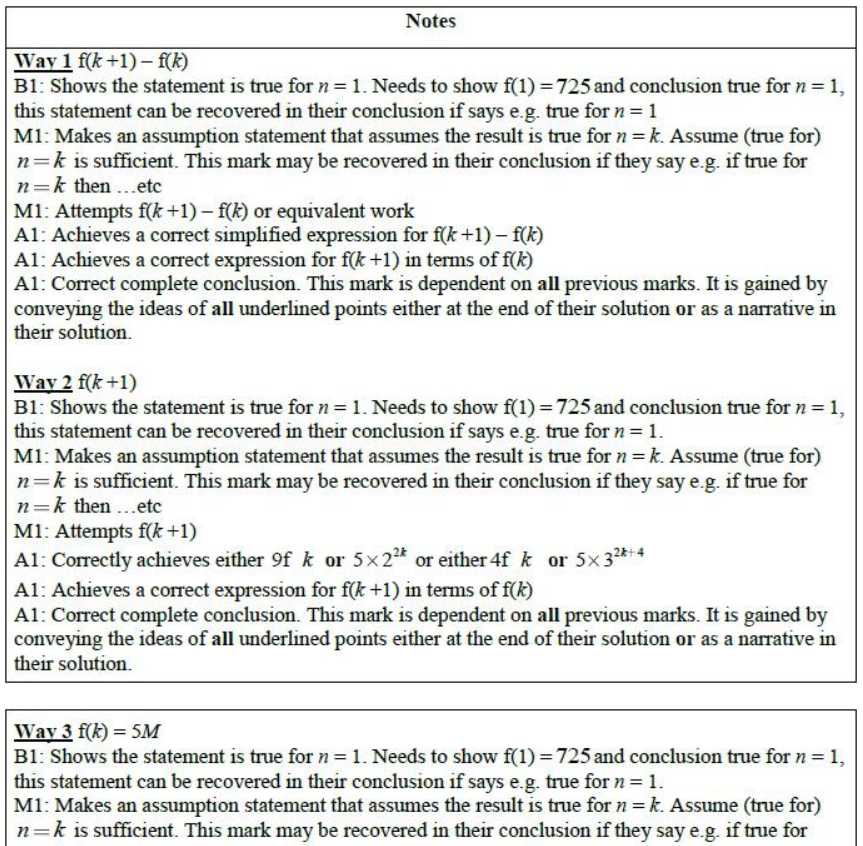 Notes
Way 1 f(k +1) – f(k)
B1: Shows the statement is true for n = 1. Needs to show f(1) = 725 and conclusion true for n = 1,
this statement can be recovered in their conclusion if says e.g. true for n = 1
M1: Makes an assumption statement that assumes the result is true for n = k. Assume (true for)
n = k is sufficient. This mark may be recovered in their conclusion if they say e.g. if true for
n = k then …etc
M1: Attempts f(k +1) – f(k) or equivalent work
A1: Achieves a correct simplified expression for f(k +1) – f(k)
A1: Achieves a correct expression for f(k +1) in terms of f(k)
A1: Correct complete conclusion. This mark is dependent on all previous marks. It is gained by
conveying the ideas of all underlined points either at the end of their solution or as a narrative in
their solution.
Way 2 f(k +1)
B1: Shows the statement is true for n = 1. Needs to show f(1) = 725 and conclusion true for n = 1,
this statement can be recovered in their conclusion if says e.g. true for n = 1.
M1: Makes an assumption statement that assumes the result is true for n = k. Assume (true for)
n = k is sufficient. This mark may be recovered in their conclusion if they say e.g. if true for
n = k then …etc
M1: Attempts f(k +1)
A1: Correctly achieves either 9f k or 5×2^{2k} or either 4f k or 5×3^{2k+4}
A1: Achieves a correct expression for f(k +1) in terms of f(k)
A1: Correct complete conclusion. This mark is dependent on all previous marks. It is gained by
conveying the ideas of all underlined points either at the end of their solution or as a narrative in
their solution.
Way 3 f(k) = 5M
B1: Shows the statement is true for n = 1. Needs to show f(1) = 725 and conclusion true for n = 1,
this statement can be recovered in their conclusion if says e.g. true for n = 1.
M1: Makes an assumption statement that assumes the result is true for n = k. Assume (true for)
n = k is sufficient. This mark may be recovered in their conclusion if they say e.g. if true for